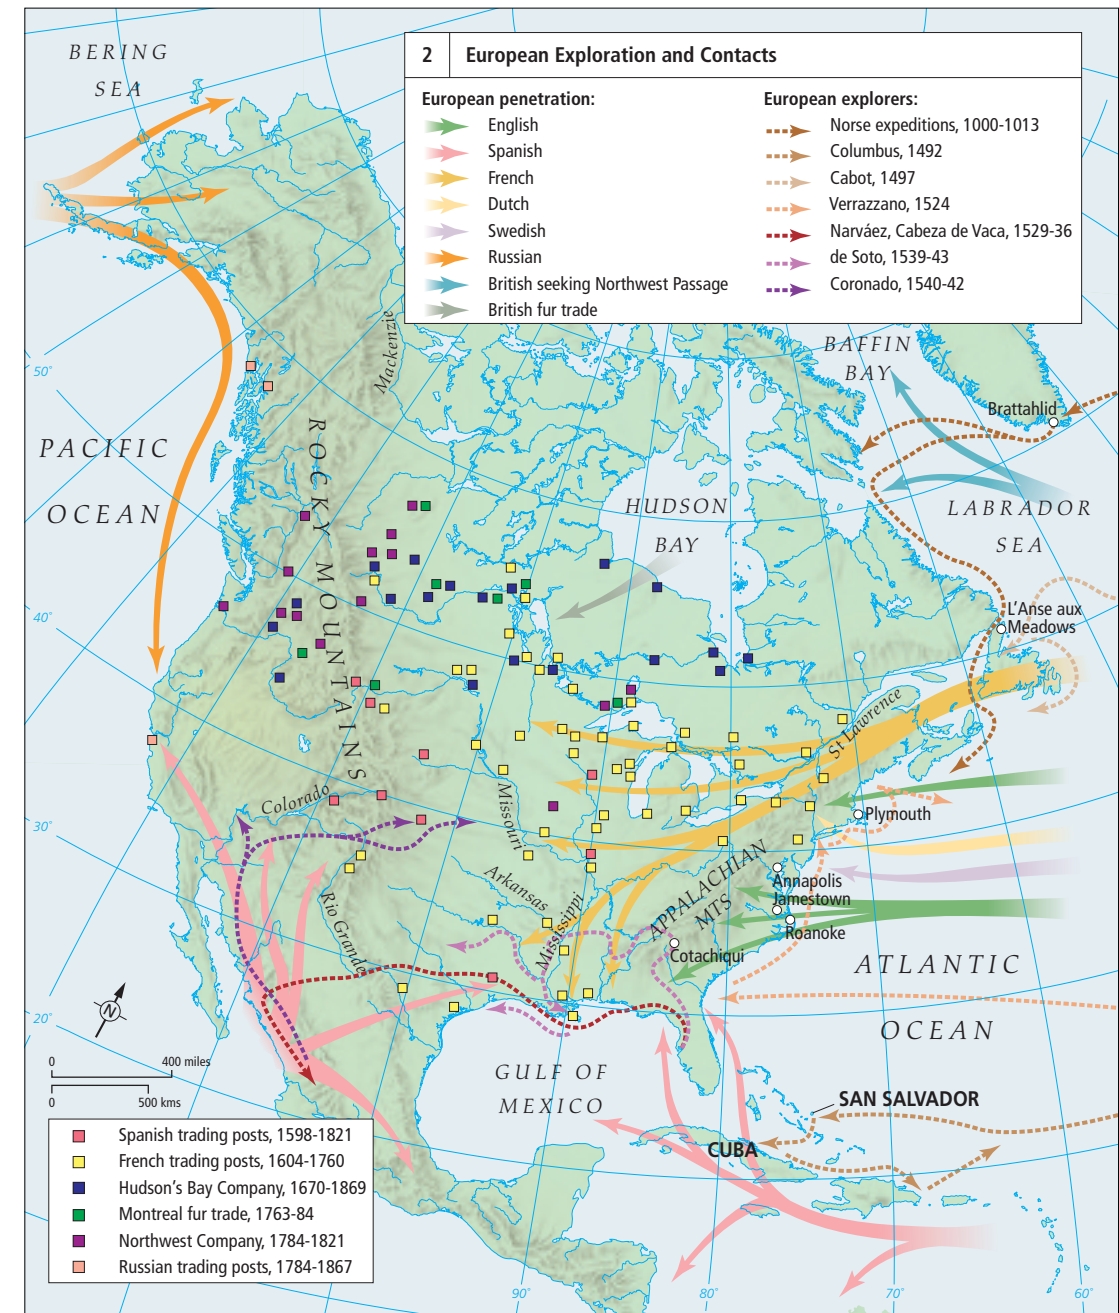 BERING
SEA
2 European Exploration and Contacts
European penetration:
English
Spanish
French
Dutch
Swedish
Russian
British seeking Northwest Passage
British fur trade
European explorers:
Norse expeditions, 1000-1013
Columbus, 1492
Cabot, 1497
Verrazzano, 1524
Narváez, Cabeza de Vaca, 1529-36
de Soto, 1539-43
Coronado, 1540-42
Mackenzie
BAFFIN
BAY
50°
Brattahlid
PACIFIC
OCEAN
ROCKY MOUNTAINS
HUDSON
BAY
LABRADOR
SEA
40°
L'Anse aux
Meadows
St Lawrence
Colorado
Missouri
Plymouth
30°
Arkansas
Mississippi
APPALACHIAN
MTS
Annapolis
Jamestown
Roanoke
Rio Grande
Cotachiqui
ATLANTIC
OCEAN
N
20°
0 400 miles
0 500 kms
GULF OF
MEXICO
SAN SALVADOR
CUBA
Spanish trading posts, 1598-1821
French trading posts, 1604-1760
Hudson's Bay Company, 1670-1869
Montreal fur trade, 1763-84
Northwest Company, 1784-1821
Russian trading posts, 1784-1867
90°
80°
70°
60°